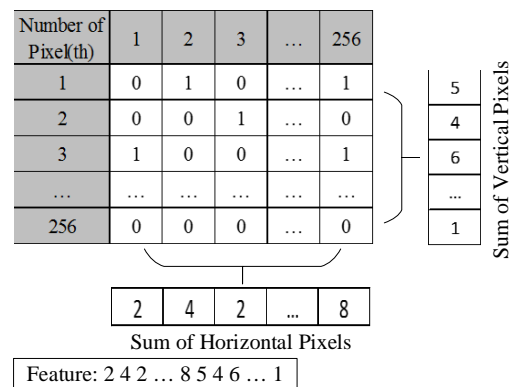 Number of Pixel(th) 1 2 3 ... 256
1 0 1 0 ... 1
2 0 0 1 ... 0
3 1 0 0 ... 1
... ... ... ... ... ...
256 0 0 0 ... 0
5
4
6
...
1
Sum of Vertical Pixels
2 4 2 ... 8
Sum of Horizontal Pixels
Feature: 2 4 2 … 8 5 4 6 … 1